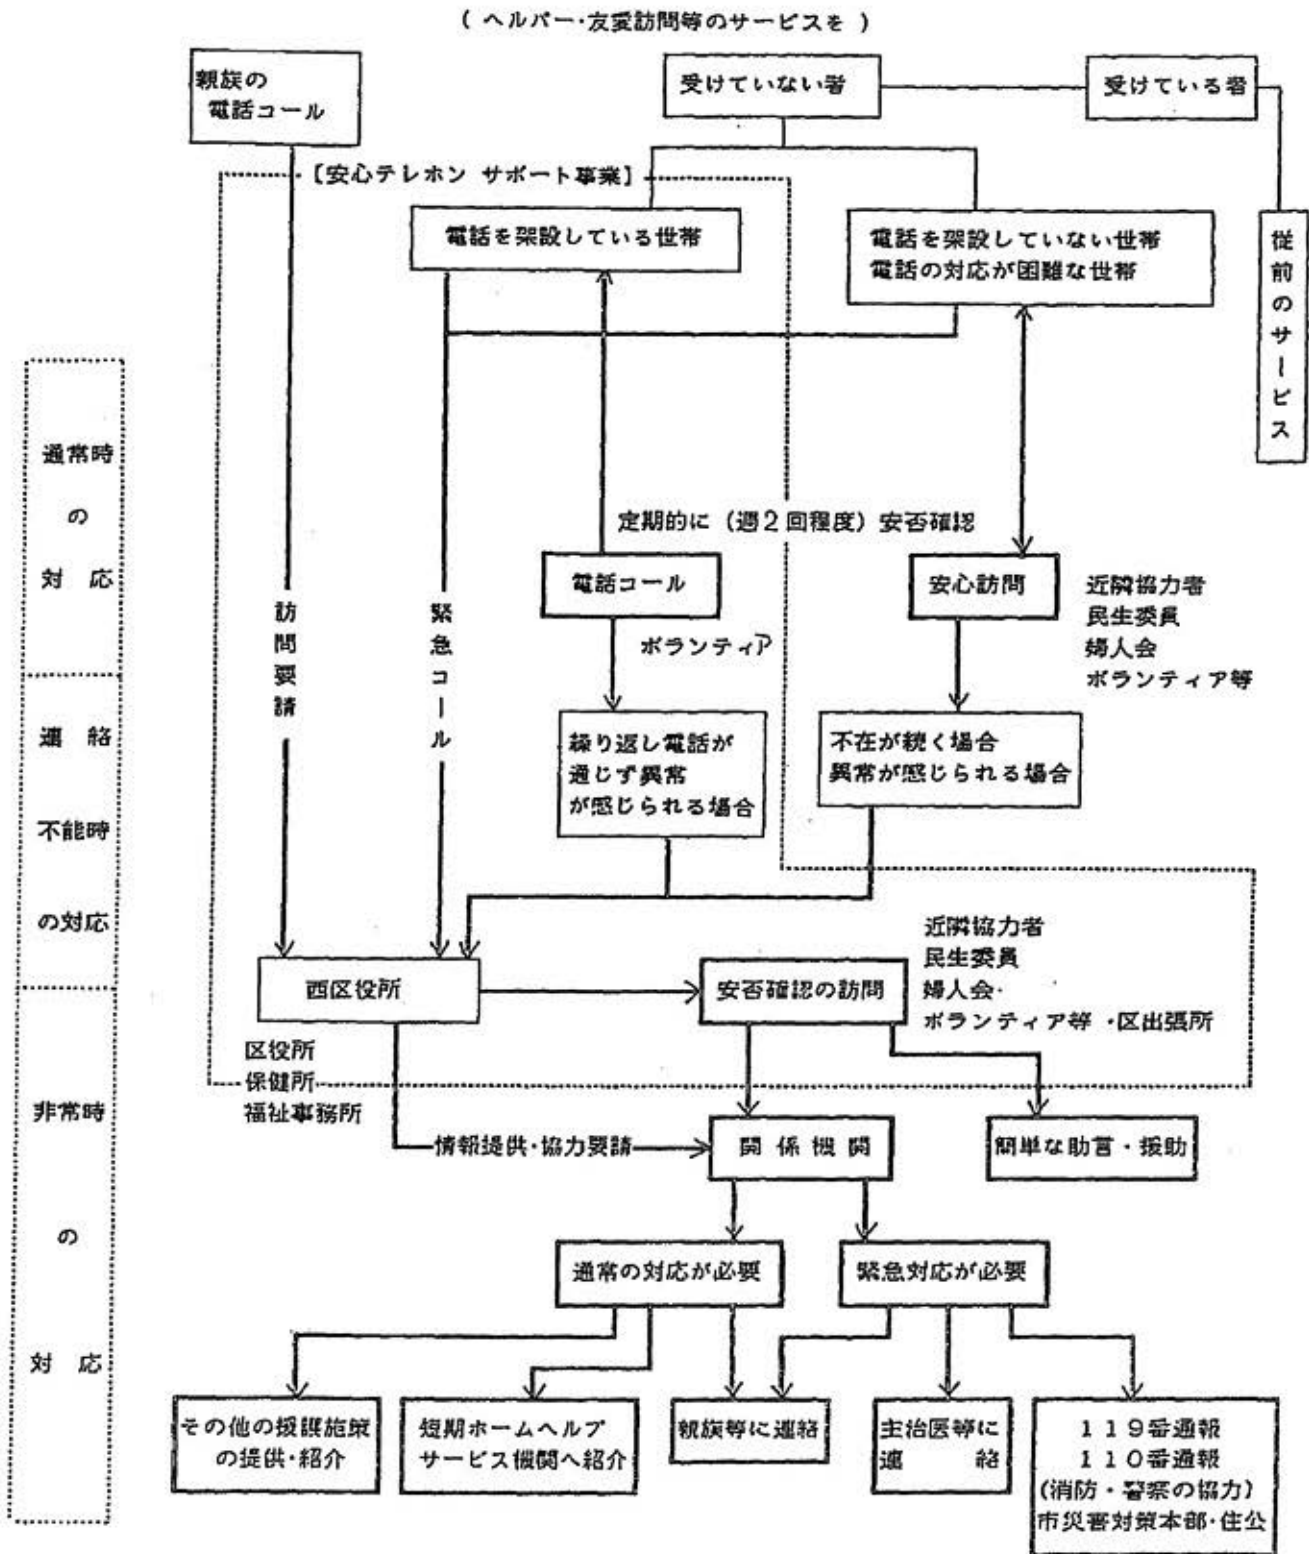 ( ヘルパー・友愛訪問等のサービスを )
親族の
電話コール
受けていない者
受けている者
［安心テレホン サポート事業］
電話を架設している世帯
電話を架設していない世帯
電話の対応が困難な世帯
従前のサービス
通常時
の
対 応
定期的に（週２回程度）安否確認
電話コール
ボランティア
安心訪問
近隣協力者
民生委員
婦人会
ボランティア等
訪問要請
緊急コール
連 絡
不能時
の対応
繰り返し電話が
通じず異常
が感じられる場合
不在が続く場合
異常が感じられる場合
西区役所
区役所
保健所
福祉事務所
安否確認の訪問
近隣協力者
民生委員
婦人会・
ボランティア等 ・区出張所
非常時
の
対 応
情報提供・協力要請
関 係 機 関
簡単な助言・援助
通常の対応が必要
緊急対応が必要
その他の援護施策
の提供・紹介
短期ホームヘルプ
サービス機関へ紹介
親族等に連絡
主治医等に
連 絡
１１９番通報
１１０番通報
(消防・警察の協力)
市災害対策本部・住公